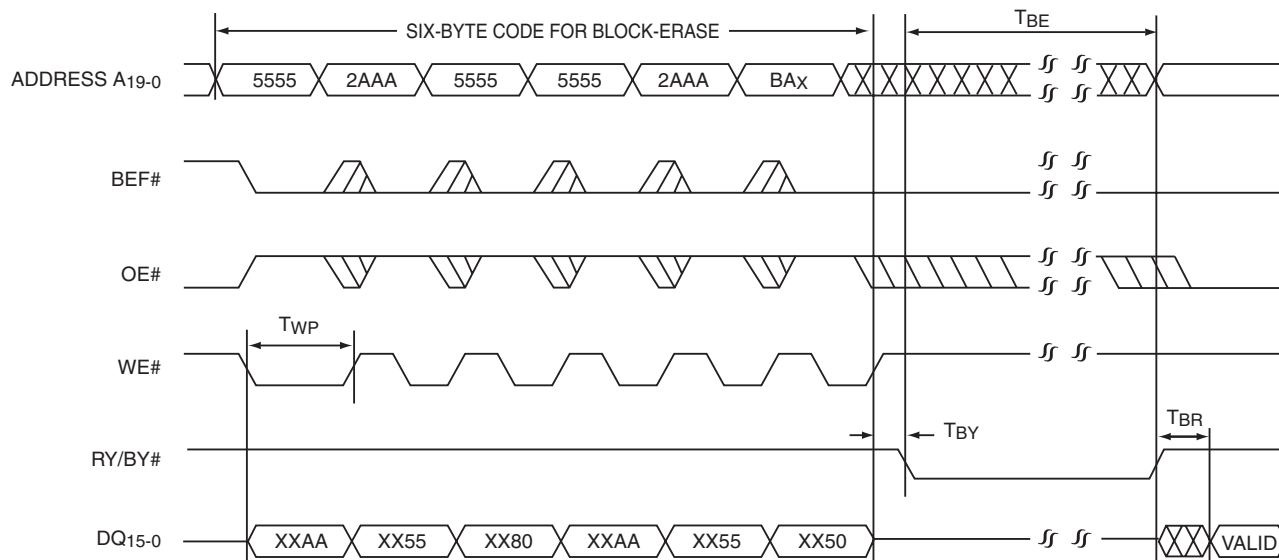 SIX-BYTE CODE FOR BLOCK-ERASE
TBE
ADDRESS A19-0
5555 2AAA 5555 5555 2AAA BAX
BEF#
OE#
TWP
WE#
TBY
TBR
RY/BY#
DQ15-0
XXAA XX55 XX80 XXAA XX55 XX50 VALID